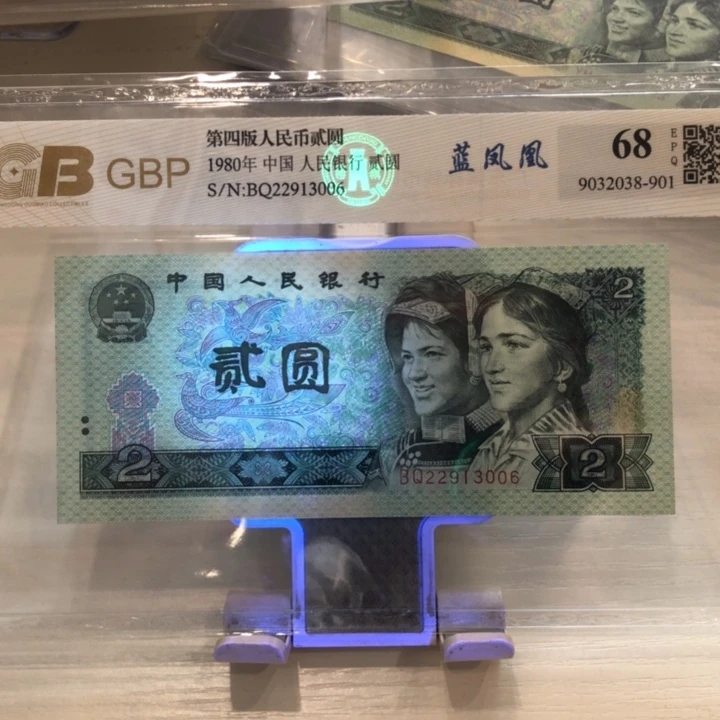 GB GBP
第四版人民币贰圆
1980年 中国 人民银行 贰圆
S/N:BQ22913006
蓝凤凰
68
EPQ
9032038-901
中国人民银行
2
贰圆
2
BQ22913006
2